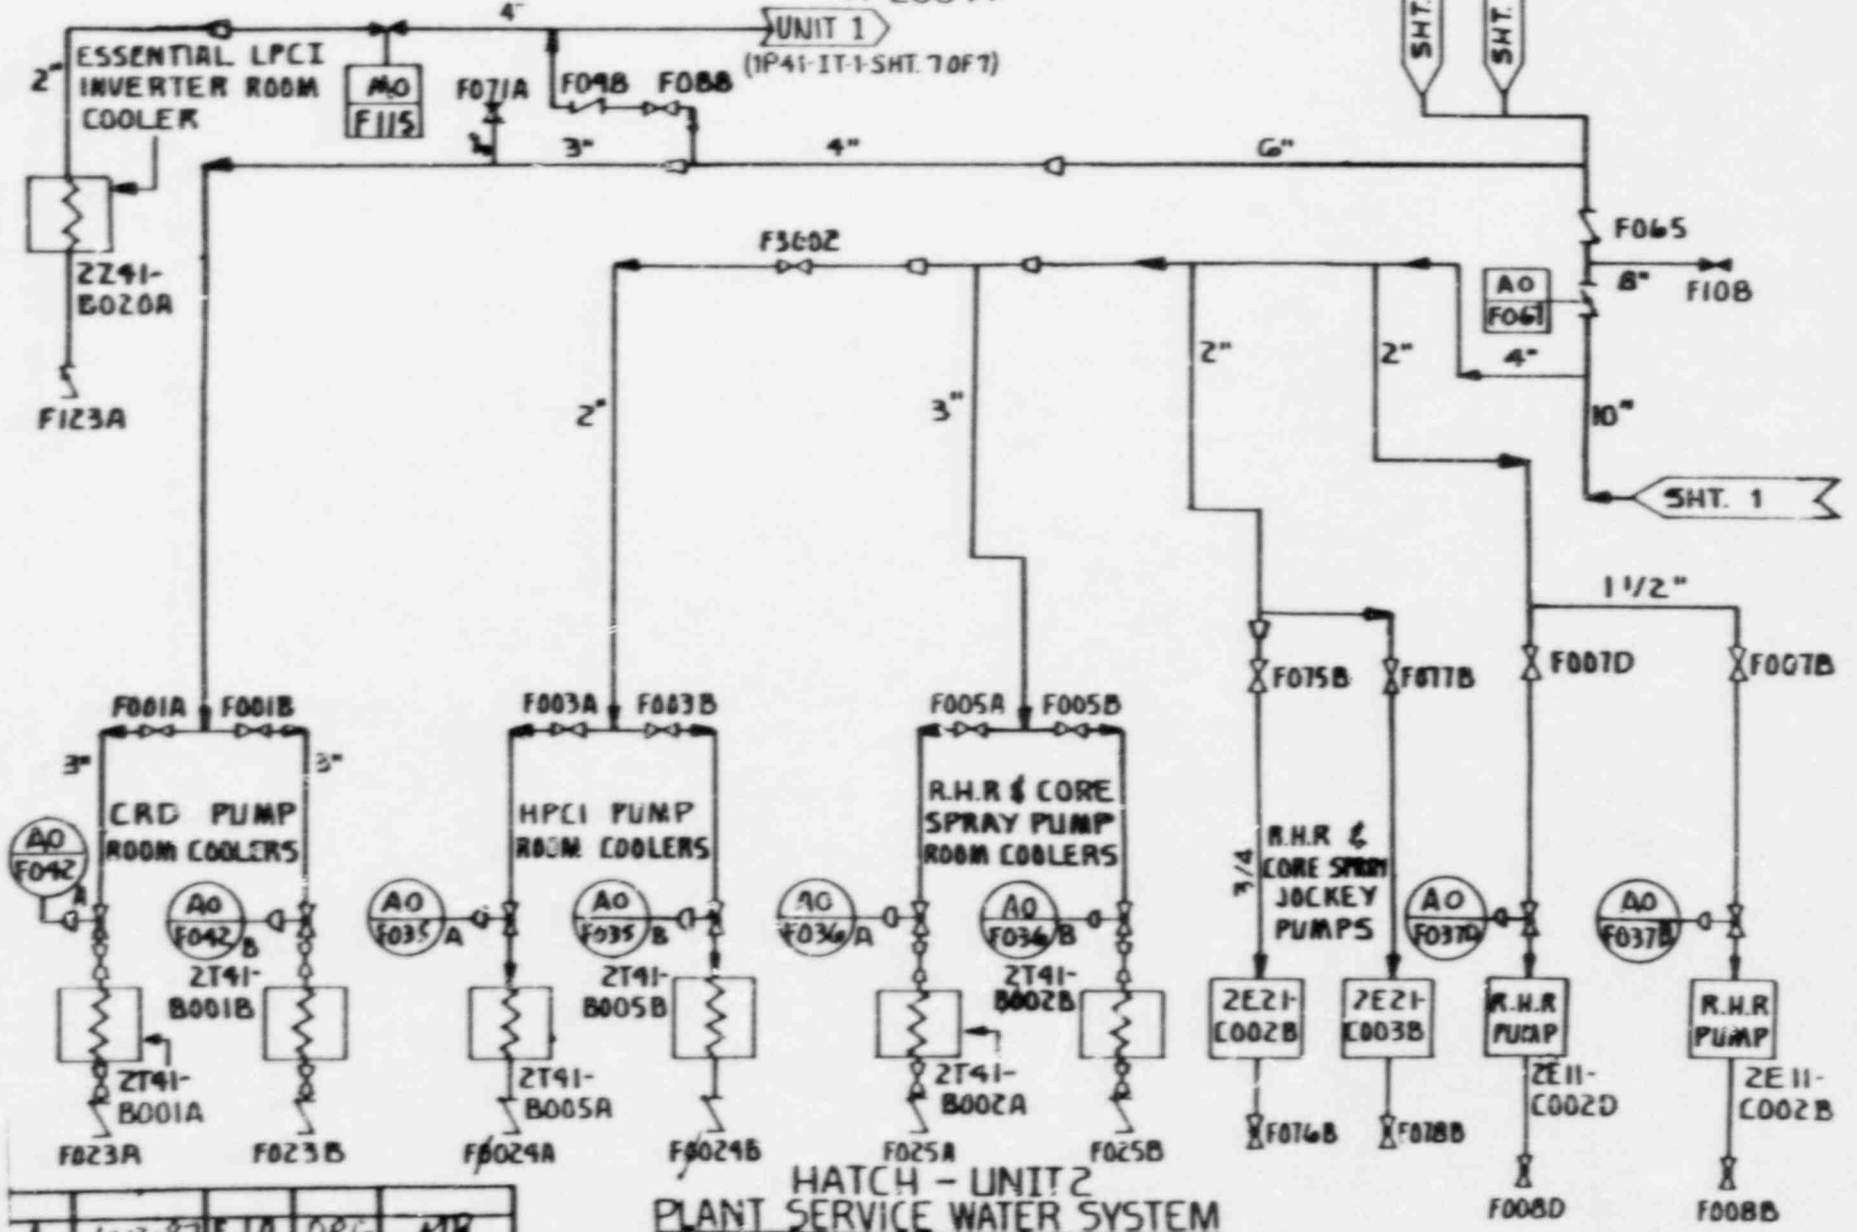 4"
UNIT 1
(1P41-IT-1-SHT. 7 OF 7)
SHT.
SHT.
ESSENTIAL LPCI
INVERTER ROOM
COOLER
2"
MO
F115
F071A
F098
F088
3"
4"
6"
2Z41-
B020A
F123A
F065
F3602
8"
F108
AO
F067
2"
3"
2"
2"
4"
10"
SHT. 1
1 1/2"
F075B
F077B
F007D
F007B
F001A
F001B
F003A
F003B
F005A
F005B
3"
3"
CRD PUMP
ROOM COOLERS
HPCI PUMP
ROOM COOLERS
R.H.R & CORE
SPRAY PUMP
ROOM COOLERS
3/4
R.H.R &
CORE SPRAY
JOCKEY
PUMPS
AO
F042
A
AO
F042
B
AO
F035
A
AO
F035
B
AO
F036
A
AO
F036
B
AO
F037D
AO
F037B
2T41-
B001B
2T41-
B005B
2T41-
B002B
2E21-
C002B
2E21-
C003B
R.H.R
PUMP
R.H.R
PUMP
2T41-
B001A
2T41-
B005A
2T41-
B002A
2E11-
C002D
2E11-
C002B
F023A
F023B
F024A
F024B
F025A
F025B
F076B
F078B
F008D
F008B
HATCH - UNIT 2
PLANT SERVICE WATER SYSTEM